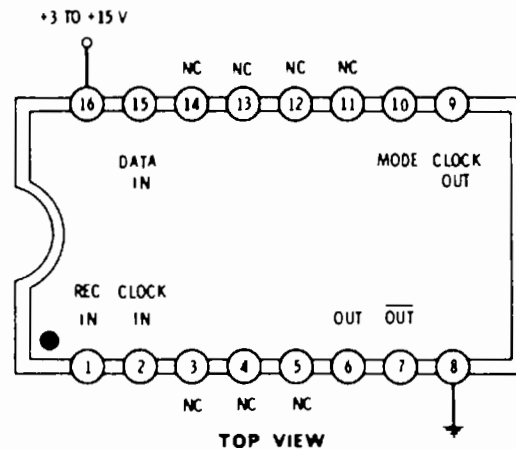 +3 TO +15 V
NC NC NC NC
16 15 14 13 12 11 10 9
DATA IN
MODE
CLOCK OUT
REC IN
CLOCK IN
OUT
OUT
1 2 3 4 5 6 7 8
NC NC NC
TOP VIEW